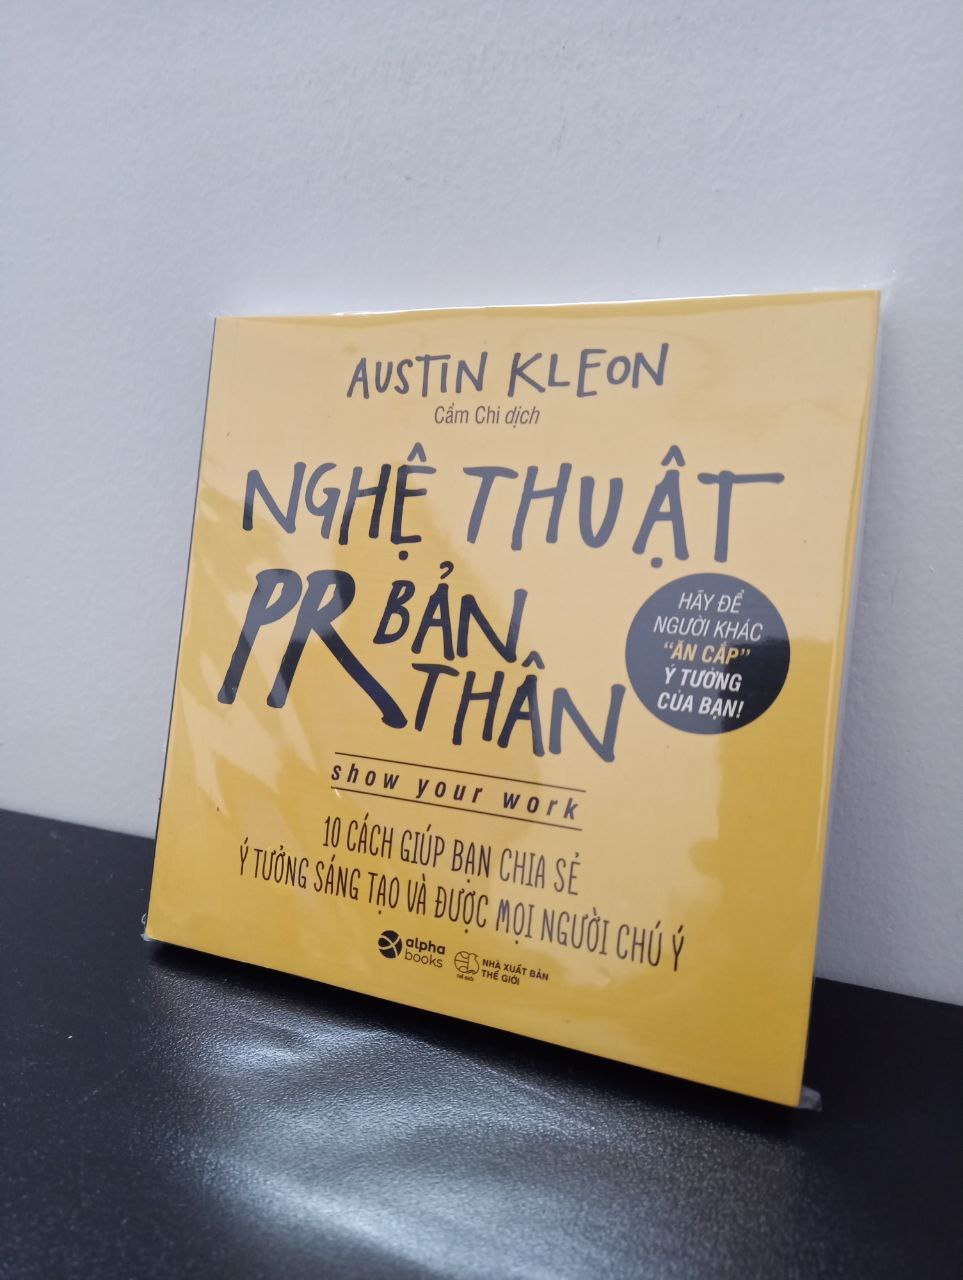 AUSTIN KLEON
Cẩm Chi dịch
NGHỆ THUẬT
PR BẢN
THÂN
HÃY ĐỂ
NGƯỜI KHÁC
“ĂN CẮP”
Ý TƯỞNG
CỦA BẠN!
show your work
10 CÁCH GIÚP BẠN CHIA SẺ
Ý TƯỞNG SÁNG TẠO VÀ ĐƯỢC MỌI NGƯỜI CHÚ Ý
alpha
books
THẾ GIỚI
NHÀ XUẤT BẢN
THẾ GIỚI